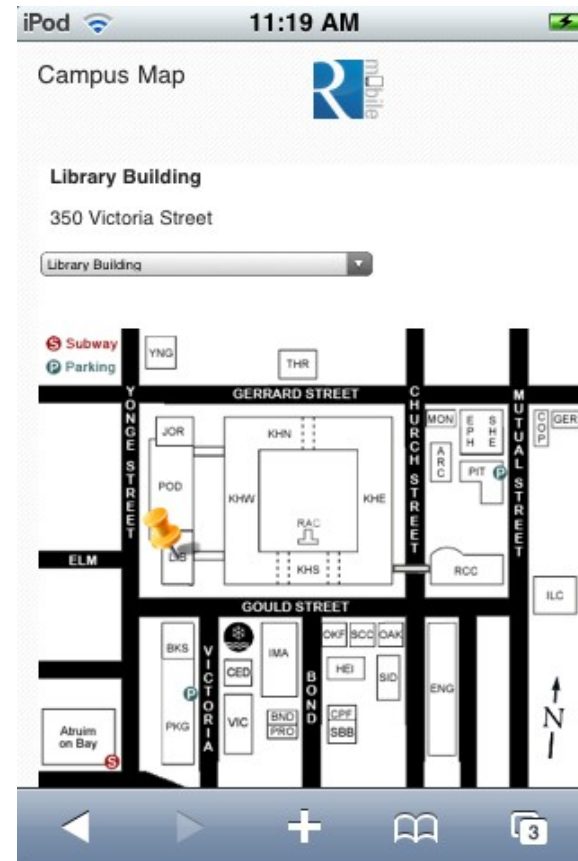 iPod 11:19 AM
Campus Map
R mobile
Library Building
350 Victoria Street
Library Building
S Subway
P Parking
YNG
THR
YONGE STREET
GERRARD STREET
CHURCH STREET
MUTUAL STREET
JOR
KHN
MON
EPH
SHE
COP
GER
ARC
PIT P
POD
KHW
KHE
RAC
ELM
LIB
KHS
RCC
ILC
GOULD STREET
BKS
VICTORIA
IMA
BOND
OKF SCC OAK
CED
HEI
SID
ENG
P
PKG
VIC
BND
PRO
CPF
SBB
N
Atruim
on Bay
S
3